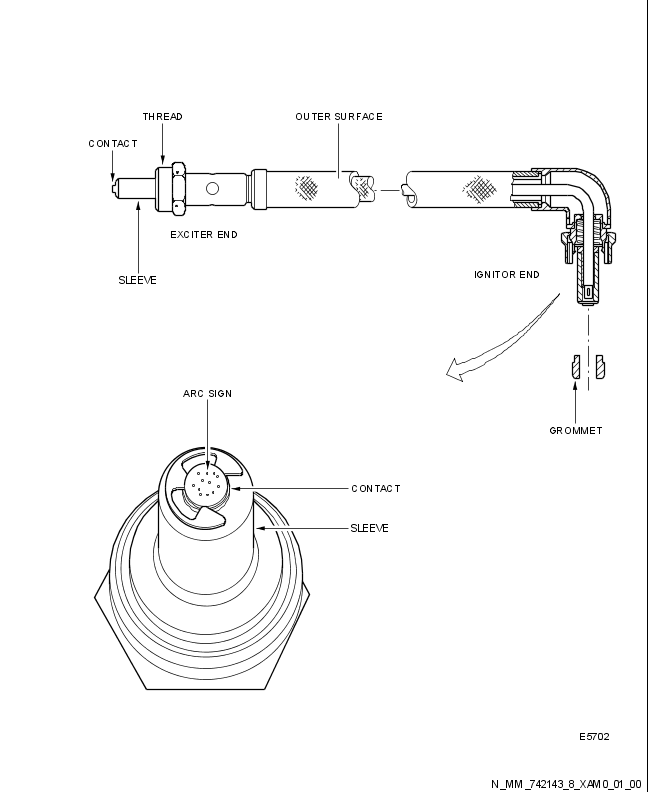 THREAD
OUTER SURFACE
CONTACT
EXCITER END
SLEEVE
IGNITOR END
ARC SIGN
GROMMET
CONTACT
SLEEVE
E5702
N_MM_742143_8_XAM0_01_00